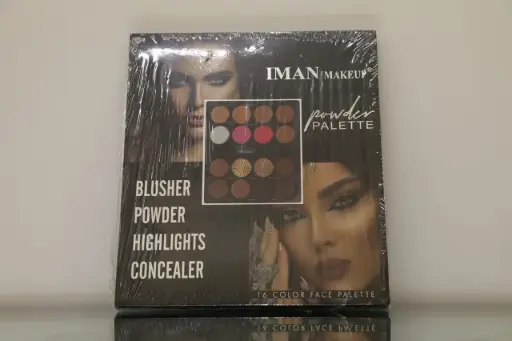 IMAN MAKEUP
powder
PALETTE
BLUSHER
POWDER
HIGHLIGHTS
CONCEALER
16 COLOR FACE PALETTE